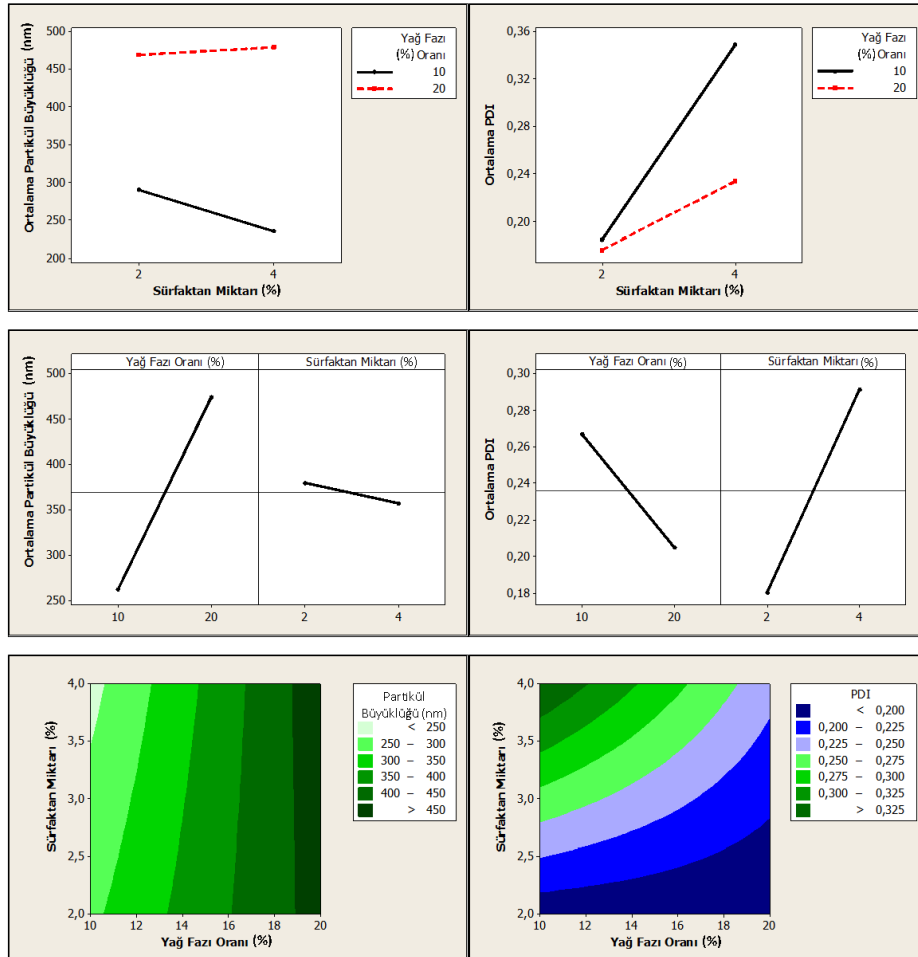 Ortalama Partikül Büyüklüğü (nm)
500
450
400
350
300
250
200
2
4
Sürfaktan Miktarı (%)
Yağ Fazı
(%) Oranı
10
20
Ortalama PDI
0,36
0,32
0,28
0,24
0,20
2
4
Sürfaktan Miktarı (%)
Yağ Fazı
(%) Oranı
10
20
Ortalama Partikül Büyüklüğü (nm)
Yağ Fazı Oranı (%)
Sürfaktan Miktarı (%)
500
450
400
350
300
250
10
20
2
4
Ortalama PDI
Yağ Fazı Oranı (%)
Sürfaktan Miktarı (%)
0,30
0,28
0,26
0,24
0,22
0,20
0,18
10
20
2
4
Sürfaktan Miktarı (%)
4,0
3,5
3,0
2,5
2,0
10
12
14
16
18
20
Yağ Fazı Oranı (%)
Partikül
Büyüklüğü (nm)
< 250
250 – 300
300 – 350
350 – 400
400 – 450
> 450
Sürfaktan Miktarı (%)
4,0
3,5
3,0
2,5
2,0
10
12
14
16
18
20
Yağ Fazı Oranı (%)
PDI
< 0,200
0,200 – 0,225
0,225 – 0,250
0,250 – 0,275
0,275 – 0,300
0,300 – 0,325
> 0,325